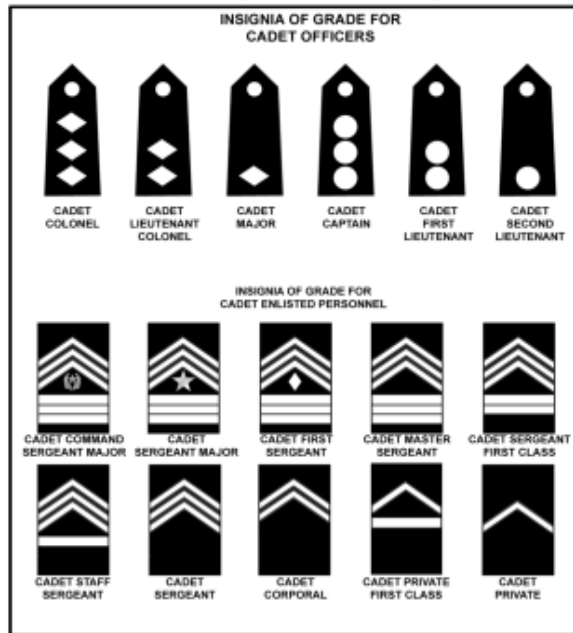 INSIGNIA OF GRADE FOR
CADET OFFICERS
CADET
COLONEL
CADET
LIEUTENANT
COLONEL
CADET
MAJOR
CADET
CAPTAIN
CADET
FIRST
LIEUTENANT
CADET
SECOND
LIEUTENANT
INSIGNIA OF GRADE FOR
CADET ENLISTED PERSONNEL
CADET COMMAND
SERGEANT MAJOR
CADET
SERGEANT MAJOR
CADET FIRST
SERGEANT
CADET MASTER
SERGEANT
CADET SERGEANT
FIRST CLASS
CADET STAFF
SERGEANT
CADET
SERGEANT
CADET
CORPORAL
CADET PRIVATE
FIRST CLASS
CADET
PRIVATE